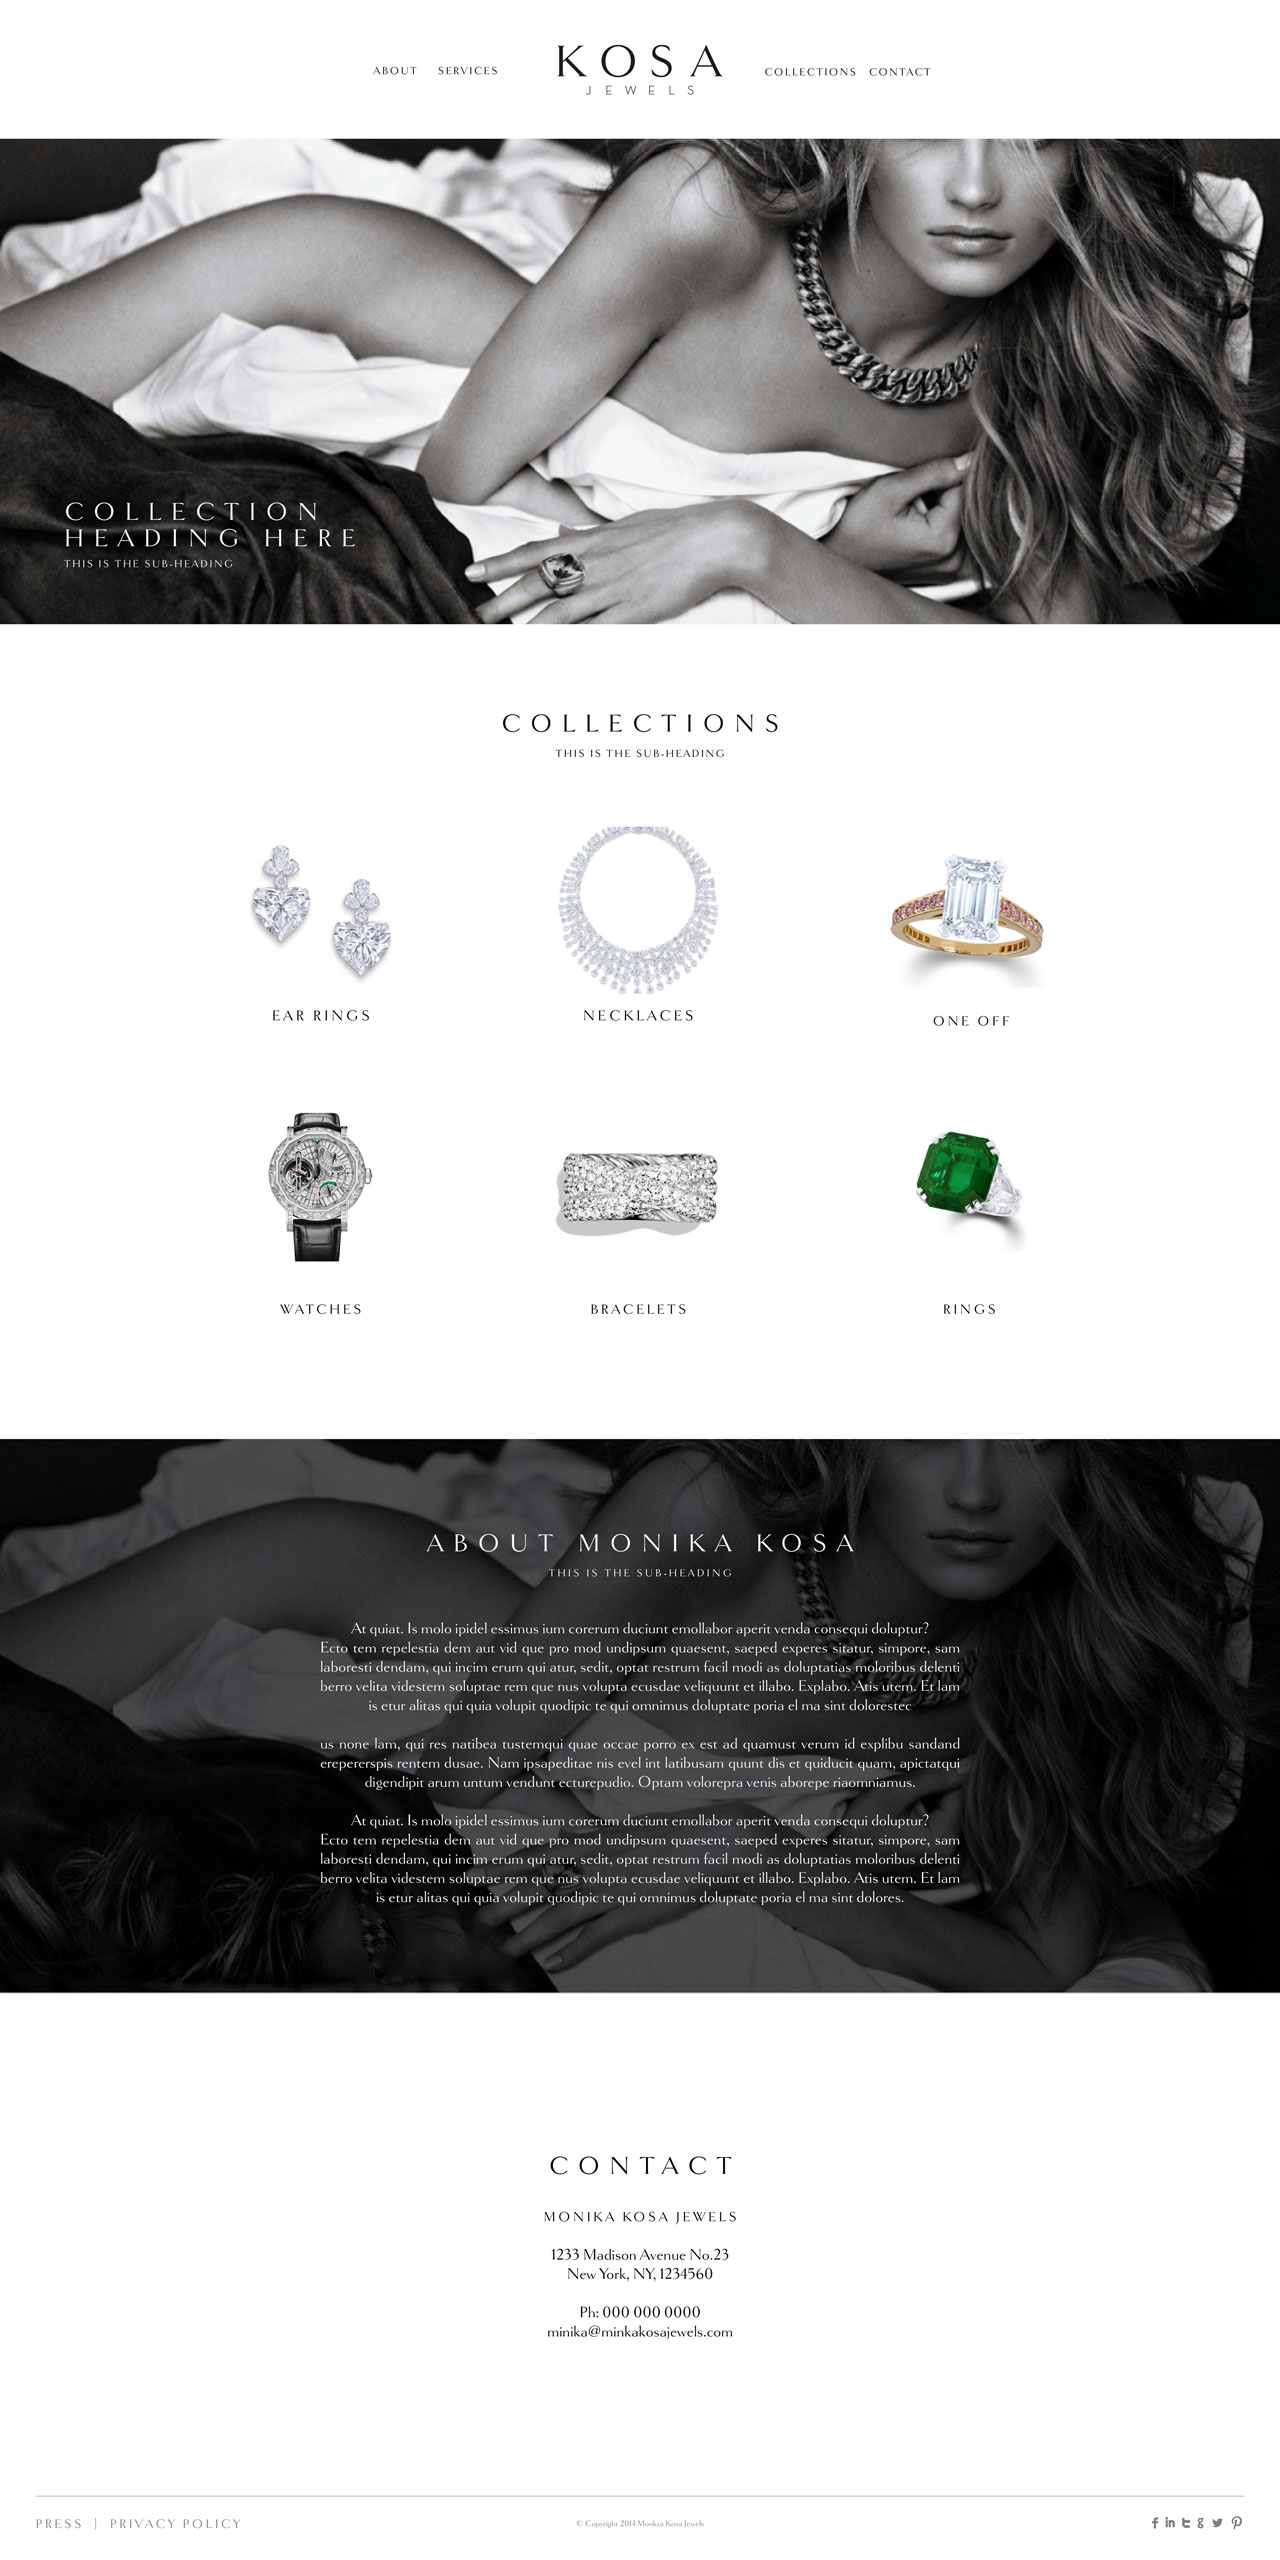 ABOUT SERVICES KOSA COLLECTIONS CONTACT
JEWELS
COLLECTION
HEADING HERE
THIS IS THE SUB-HEADING
COLLECTIONS
THIS IS THE SUB-HEADING
EAR RINGS
NECKLACES
ONE OFF
WATCHES
BRACELETS
RINGS
ABOUT MONIKA KOSA
THIS IS THE SUB-HEADING
At quiat. Is molo ipidel essimus ium corerum duciunt emollabor aperit venda consequi doluptur?
Ecto tem repelestia dem aut vid que pro mod undipsum quaesent, saeped experes sitatur, simpore, sam
laboresti dendam, qui incim erum qui atur, sedit, optat restrum facil modi as doluptatias moloribus delenti
berro velita videstem soluptae rem que nus volupta ecusdae veliquunt et illabo. Explabo. Atis utem. Et lam
is etur alitas qui quia volupit quodipic te qui omnimus doluptate poria el ma sint dolorestec
us none lam, qui res natibea tustemqui quae occae porro ex est ad quamust verum id explibu sandand
erepererspis rentem dusae. Nam ipsapeditae nis evel int latibusam quunt dis et quiducit quam, apictatqui
digendipit arum untum vendunt ecturepudio. Optam volorepra venis aborepe riaomniamus.
At quiat. Is molo ipidel essimus ium corerum duciunt emollabor aperit venda consequi doluptur?
Ecto tem repelestia dem aut vid que pro mod undipsum quaesent, saeped experes sitatur, simpore, sam
laboresti dendam, qui incim erum qui atur, sedit, optat restrum facil modi as doluptatias moloribus delenti
berro velita videstem soluptae rem que nus volupta ecusdae veliquunt et illabo. Explabo. Atis utem. Et lam
is etur alitas qui quia volupit quodipic te qui omnimus doluptate poria el ma sint dolores.
CONTACT
MONIKA KOSA JEWELS
1233 Madison Avenue No.23
New York, NY, 1234560
Ph: 000 000 0000
minika@minkakosajewels.com
PRESS | PRIVACY POLICY
© Copyright 2014 Monkza Kosa Jewels